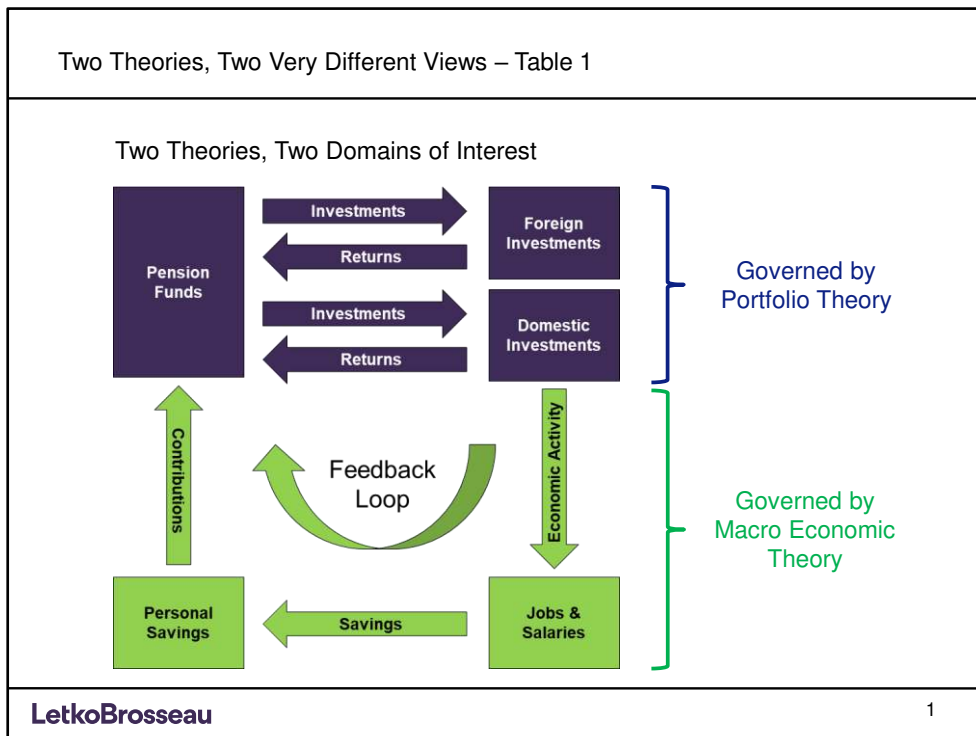 Two Theories, Two Very Different Views – Table 1
Two Theories, Two Domains of Interest
Pension
Funds
Investments
Returns
Investments
Returns
Foreign
Investments
Domestic
Investments
Governed by
Portfolio Theory
Contributions
Feedback
Loop
Economic Activity
Governed by
Macro Economic
Theory
Personal
Savings
Savings
Jobs &
Salaries
LetkoBrosseau
1